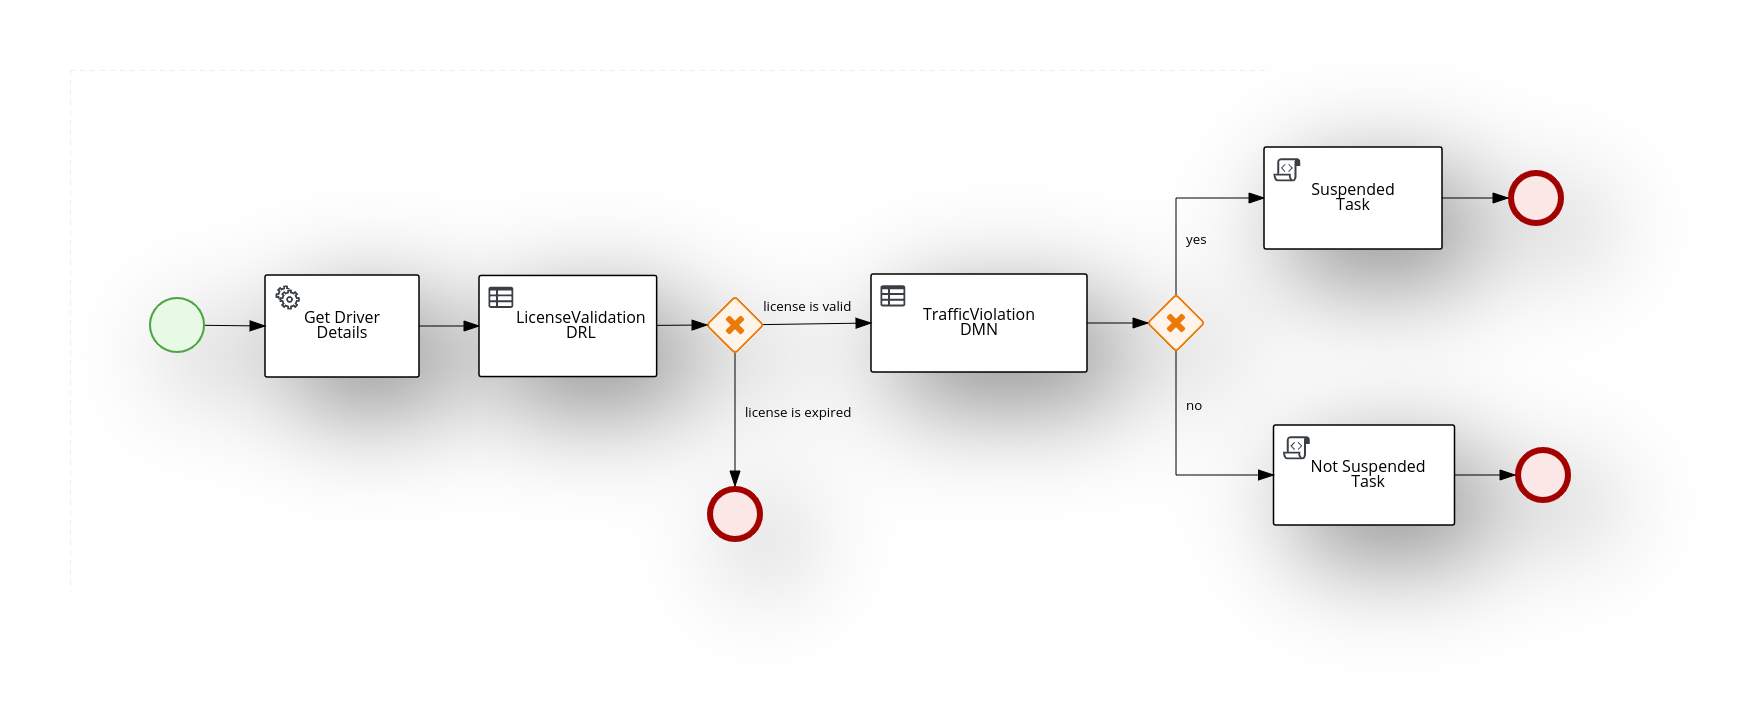 Get Driver
Details
LicenseValidation
DRL
license is valid
license is expired
TrafficViolation
DMN
yes
no
Suspended
Task
Not Suspended
Task